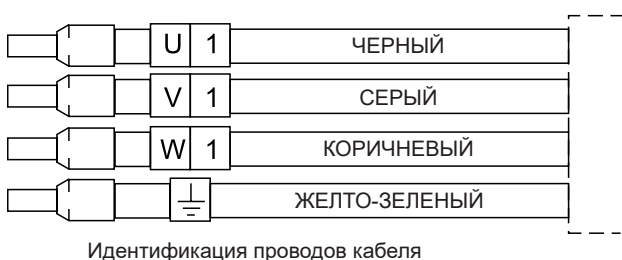 U 1 ЧЕРНЫЙ
V 1 СЕРЫЙ
W 1 КОРИЧНЕВЫЙ
ЖЕЛТО-ЗЕЛЕНЫЙ
Идентификация проводов кабеля